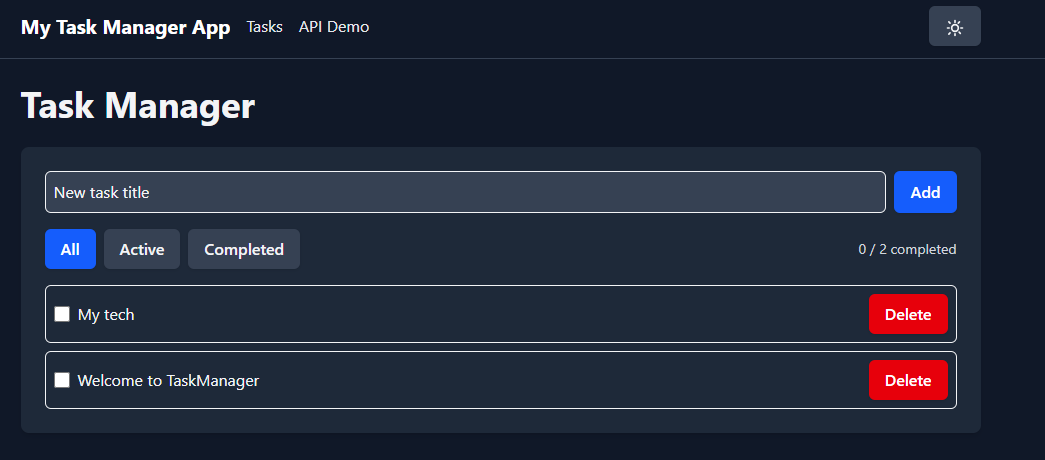 My Task Manager App Tasks API Demo
Task Manager
New task title Add
All Active Completed 0 / 2 completed
My tech Delete
Welcome to TaskManager Delete